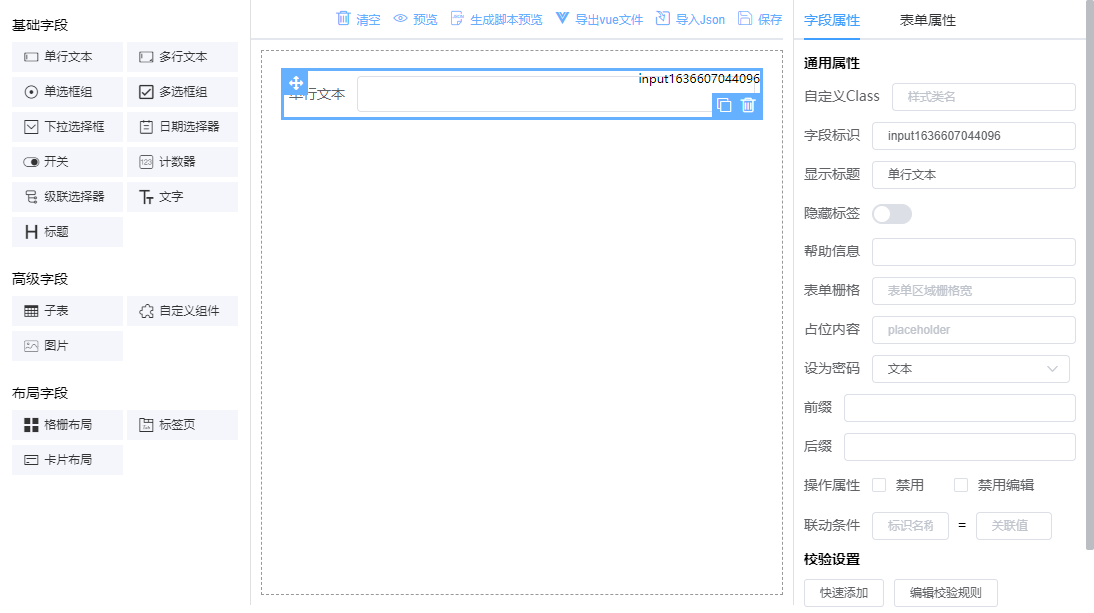 基础字段
单行文本
多行文本
单选框组
多选框组
下拉选择框
日期选择器
开关
123 计数器
级联选择器
文字
标题
高级字段
子表
自定义组件
图片
布局字段
格栅布局
标签页
卡片布局
清空 预览 生成脚本预览 导出vue文件 导入Json 保存
input1636607044096
单行文本
字段属性 表单属性
通用属性
自定义Class 样式类名
字段标识 input1636607044096
显示标题 单行文本
隐藏标签
帮助信息
表单栅格 表单区域栅格宽
占位内容 placeholder
设为密码 文本
前缀
后缀
操作属性 禁用 禁用编辑
联动条件 标识名称 = 关联值
校验设置
快速添加 编辑校验规则